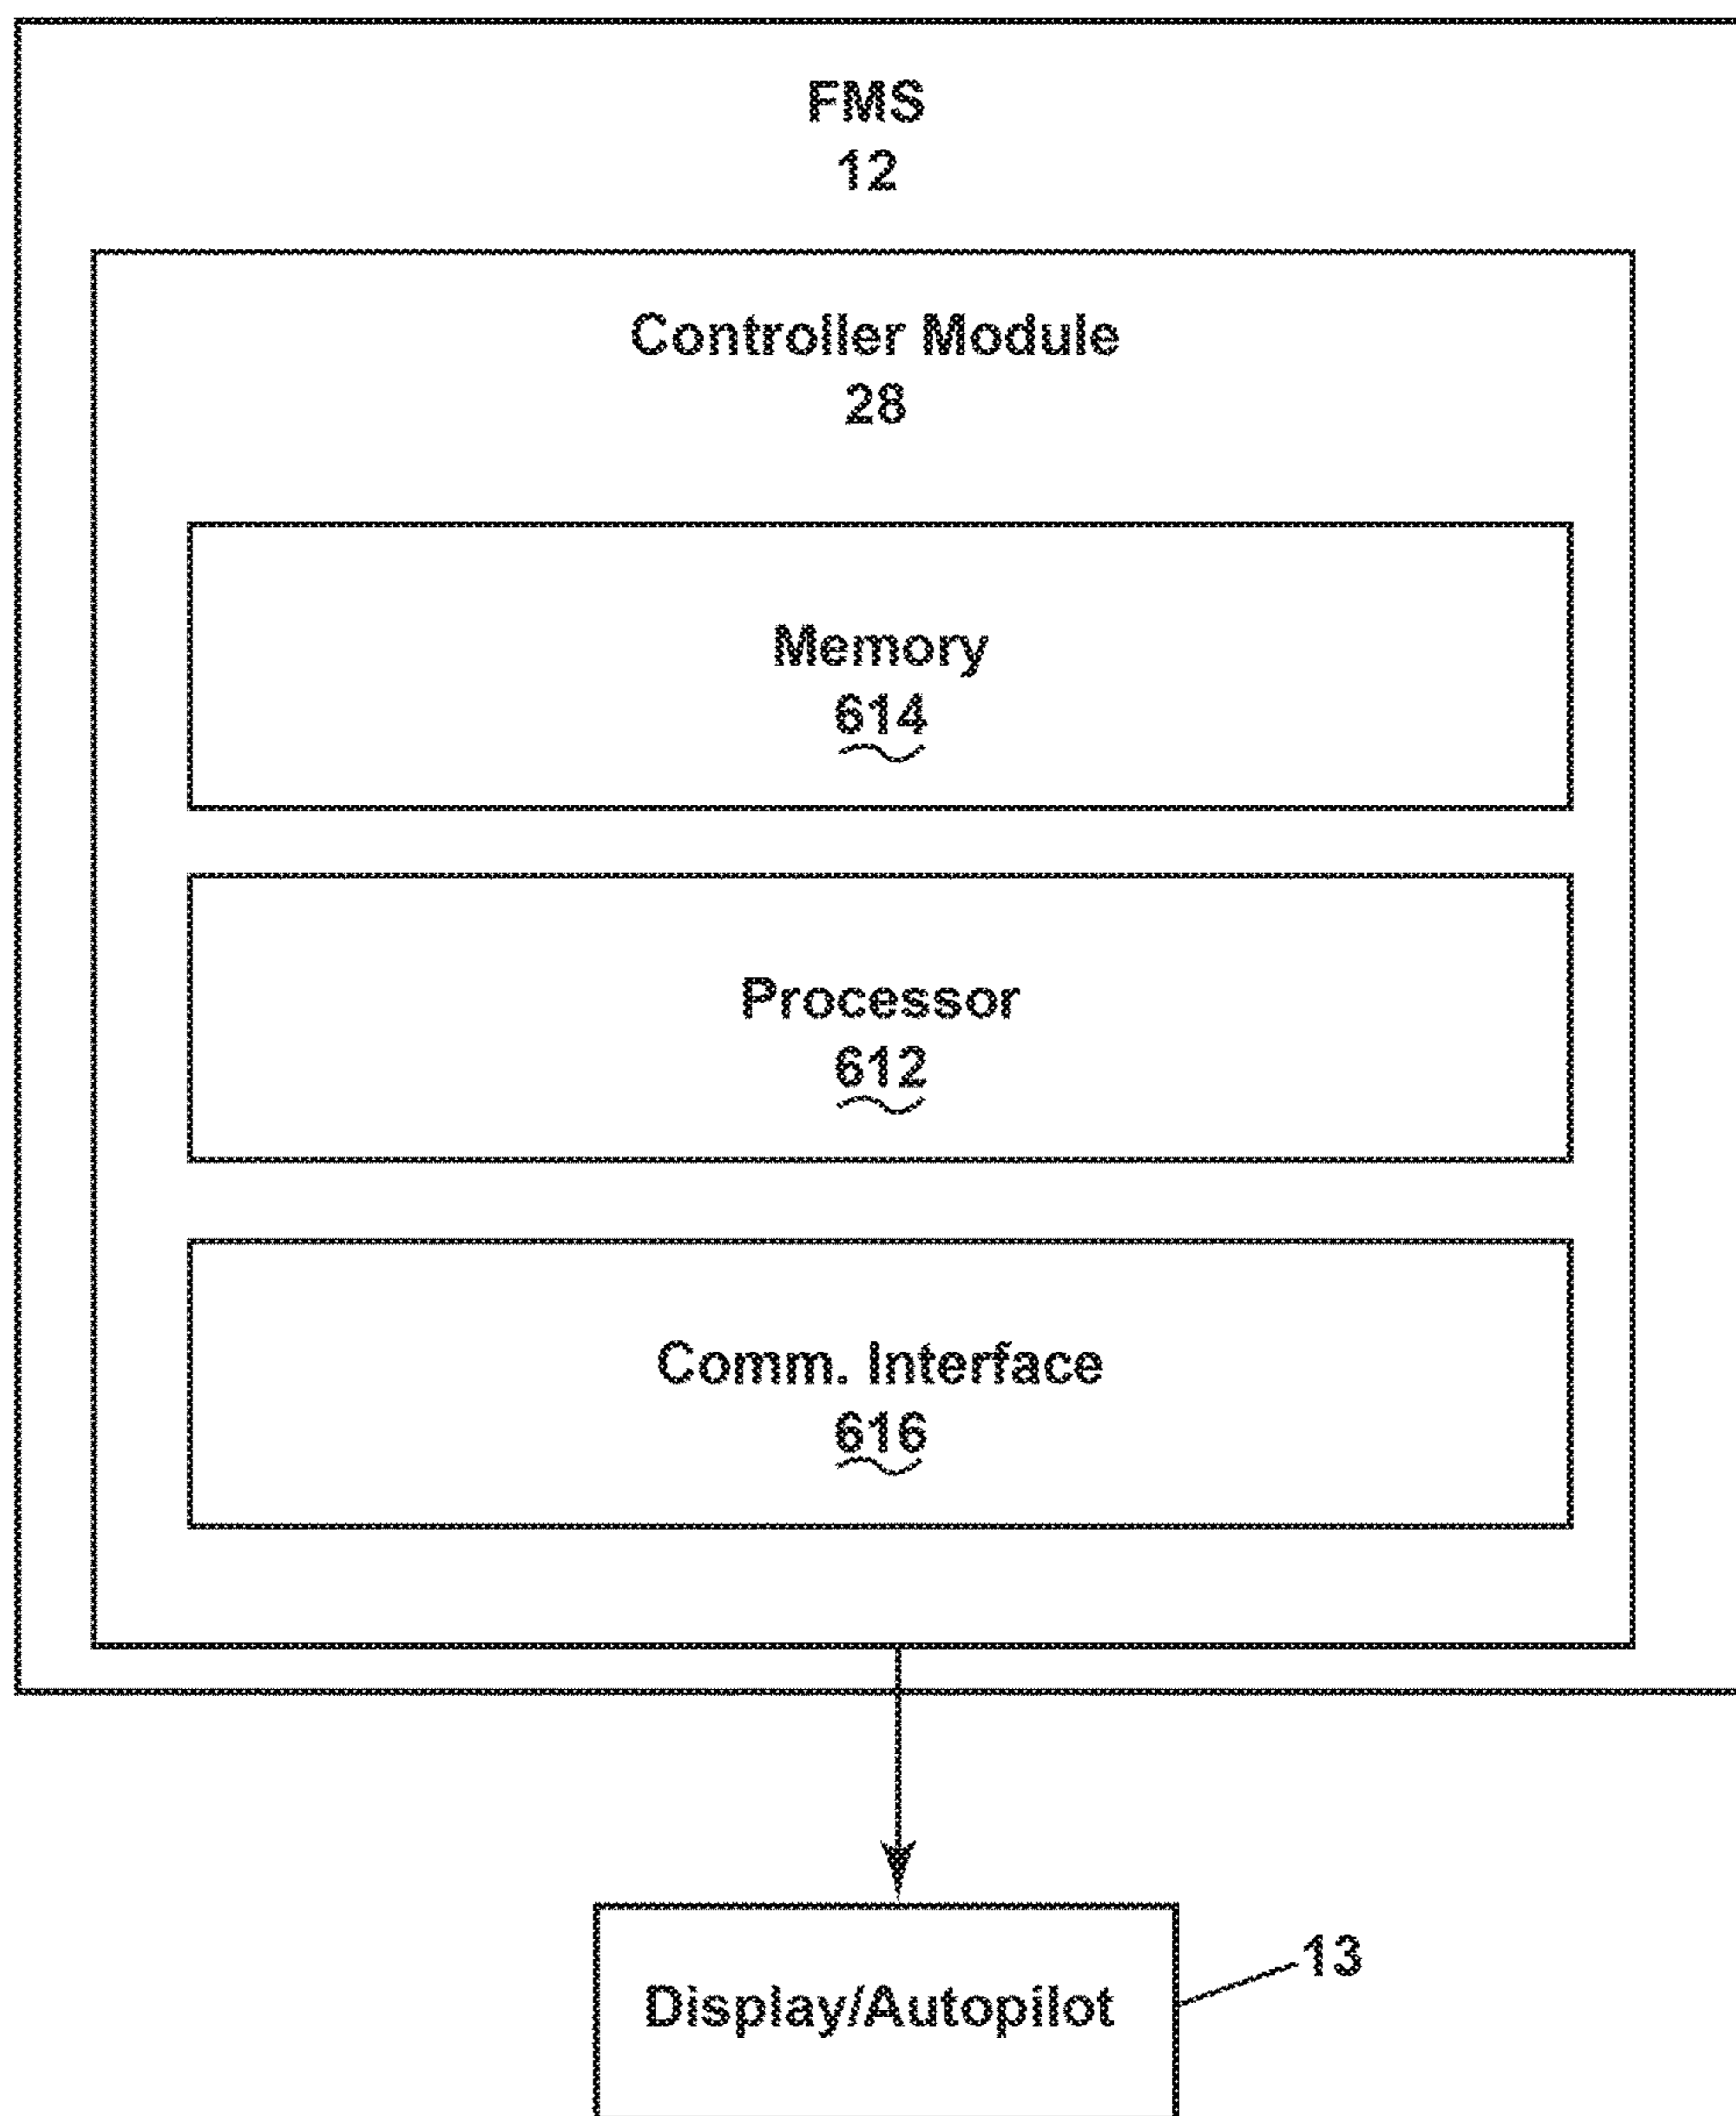 FMS
12
Controller Module
28
Memory
614
Processor
612
Comm. Interface
616
Display/Autopilot
13